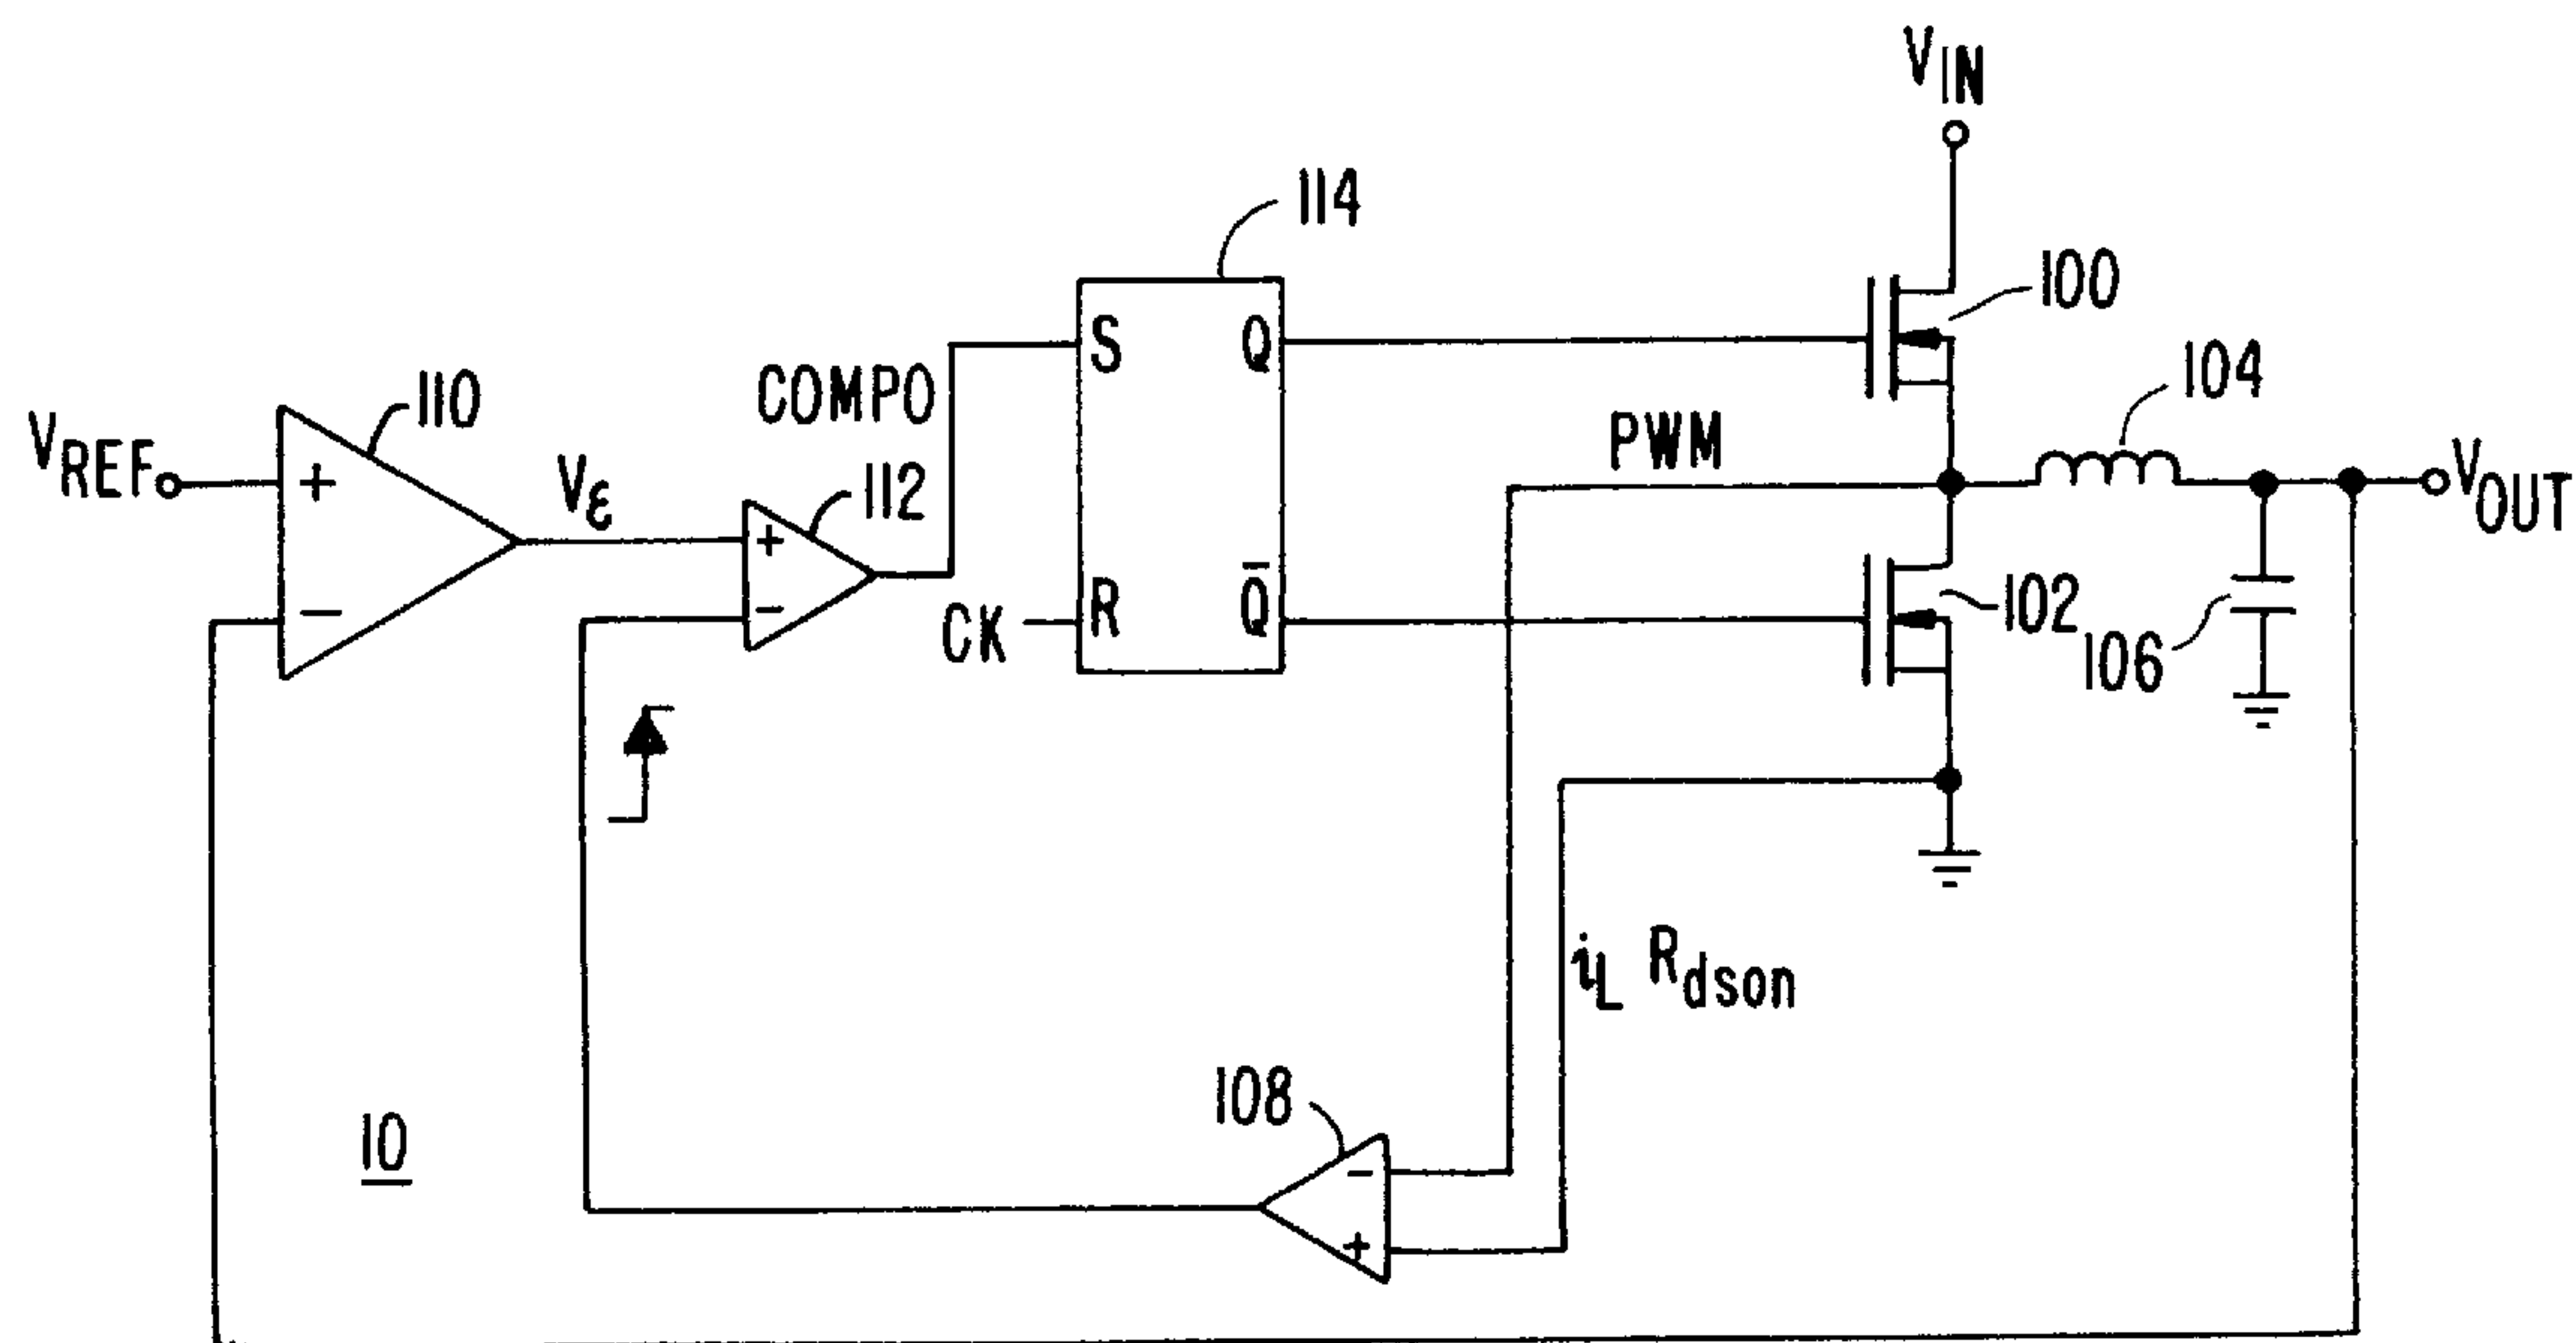 VIN
114
100
104
110
COMPO
S
Q
VREF
+
Vε
112
PWM
VOUT
+
−
−
CK
R
Q̄
102
106
iL Rdson
108
−
+
10